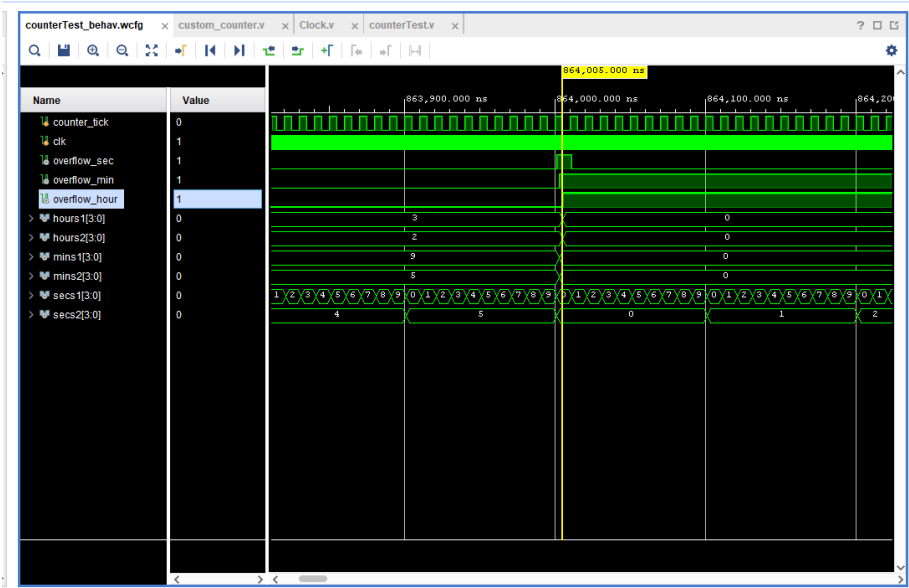 counterTest_behav.wcfg × custom_counter.v × Clock.v × counterTest.v ×
864,005.000 ns
Name Value
863,900.000 ns 864,000.000 ns 864,100.000 ns 864,20
counter_tick 0
clk 1
overflow_sec 1
overflow_min 1
overflow_hour 1
hours1[3:0] 0 3 0
hours2[3:0] 0 2 0
mins1[3:0] 0 9 0
mins2[3:0] 0 5 0
secs1[3:0] 0 1 2 3 4 5 6 7 8 9 0 1 2 3 4 5 6 7 8 9 0 1 2 3 4 5 6 7 8 9 0 1 2 3 4 5 6 7 8 9 0 1
secs2[3:0] 0 4 5 0 1 2